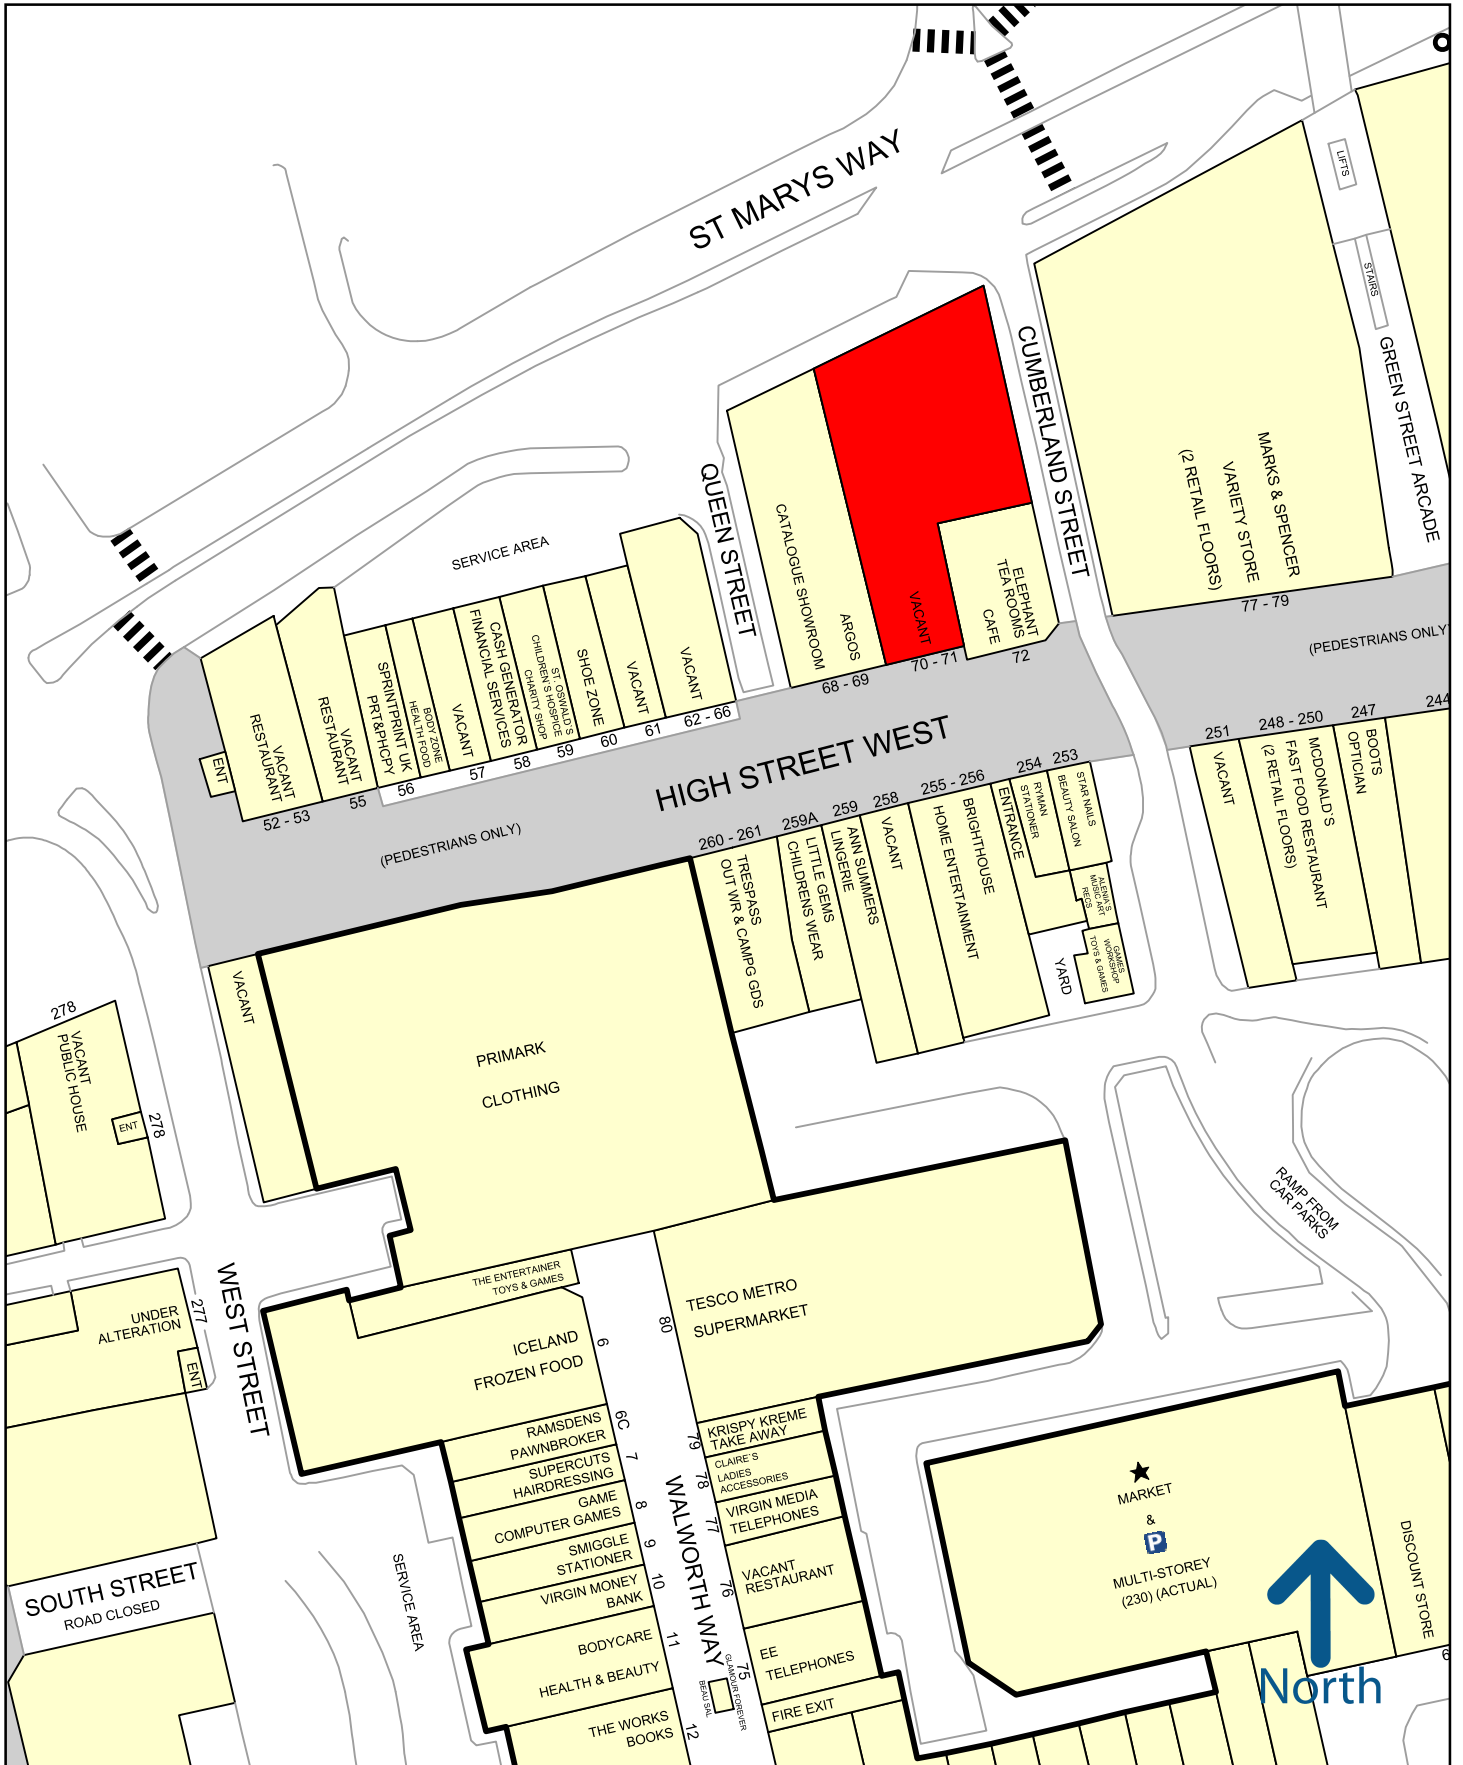 ST MARYS WAY
LIFTS
STAIRS
GREEN STREET ARCADE
CUMBERLAND STREET
QUEEN STREET
MARKS & SPENCER
VARIETY STORE
(2 RETAIL FLOORS)
77 - 79
(PEDESTRIANS ONLY)
SERVICE AREA
CATALOGUE SHOWROOM
ARGOS
68 - 69
VACANT
70 - 71
ELEPHANT
TEA ROOMS
CAFE
72
ENT
VACANT
RESTAURANT
52 - 53
VACANT
RESTAURANT
55
SPRINTPRINT UK
PRT&PHCPY
56
BODY ZONE
HEALTH FOOD
VACANT
57
CASH GENERATOR
FINANCIAL SERVICES
58
ST. OSWALD`S
CHILDREN`S HOSPICE
CHARITY SHOP
59
SHOE ZONE
60
VACANT
61
VACANT
62 - 66
HIGH STREET WEST
(PEDESTRIANS ONLY)
260 - 261
TRESPASS
OUT WR & CAMPG GDS
259A
LITTLE GEMS
CHILDRENS WEAR
259
ANN SUMMERS
LINGERIE
258
VACANT
255 - 256
BRIGHTHOUSE
HOME ENTERTAINMENT
ENTRANCE
254
RYMAN
STATIONER
253
STAR NAILS
BEAUTY SALON
ALENIA`S
MUSIC ART
RECS
GAMES
WORKSHOP
TOYS & GAMES
YARD
251
VACANT
248 - 250
MCDONALD`S
FAST FOOD RESTAURANT
(2 RETAIL FLOORS)
247
BOOTS
OPTICIAN
244
VACANT
PRIMARK
CLOTHING
278
VACANT
PUBLIC HOUSE
ENT
278
RAMP FROM
CAR PARKS
WEST STREET
277
UNDER
ALTERATION
ENT
THE ENTERTAINER
TOYS & GAMES
TESCO METRO
SUPERMARKET
80
ICELAND
FROZEN FOOD
6
RAMSDENS
PAWNBROKER
6C
SUPERCUTS
HAIRDRESSING
7
GAME
COMPUTER GAMES
8
SMIGGLE
STATIONER
9
VIRGIN MONEY
BANK
10
BODYCARE
HEALTH & BEAUTY
11
THE WORKS
BOOKS
12
WALWORTH WAY
KRISPY KREME
TAKE AWAY
79
CLAIRE`S
LADIES
ACCESSORIES
78
VIRGIN MEDIA
TELEPHONES
77
VACANT
RESTAURANT
76
EE
TELEPHONES
75
GLAMOUR FOREVER
BEAU SAL
FIRE EXIT
SERVICE AREA
SOUTH STREET
ROAD CLOSED
MARKET
&
P
MULTI-STOREY
(230) (ACTUAL)
DISCOUNT STORE
6
North